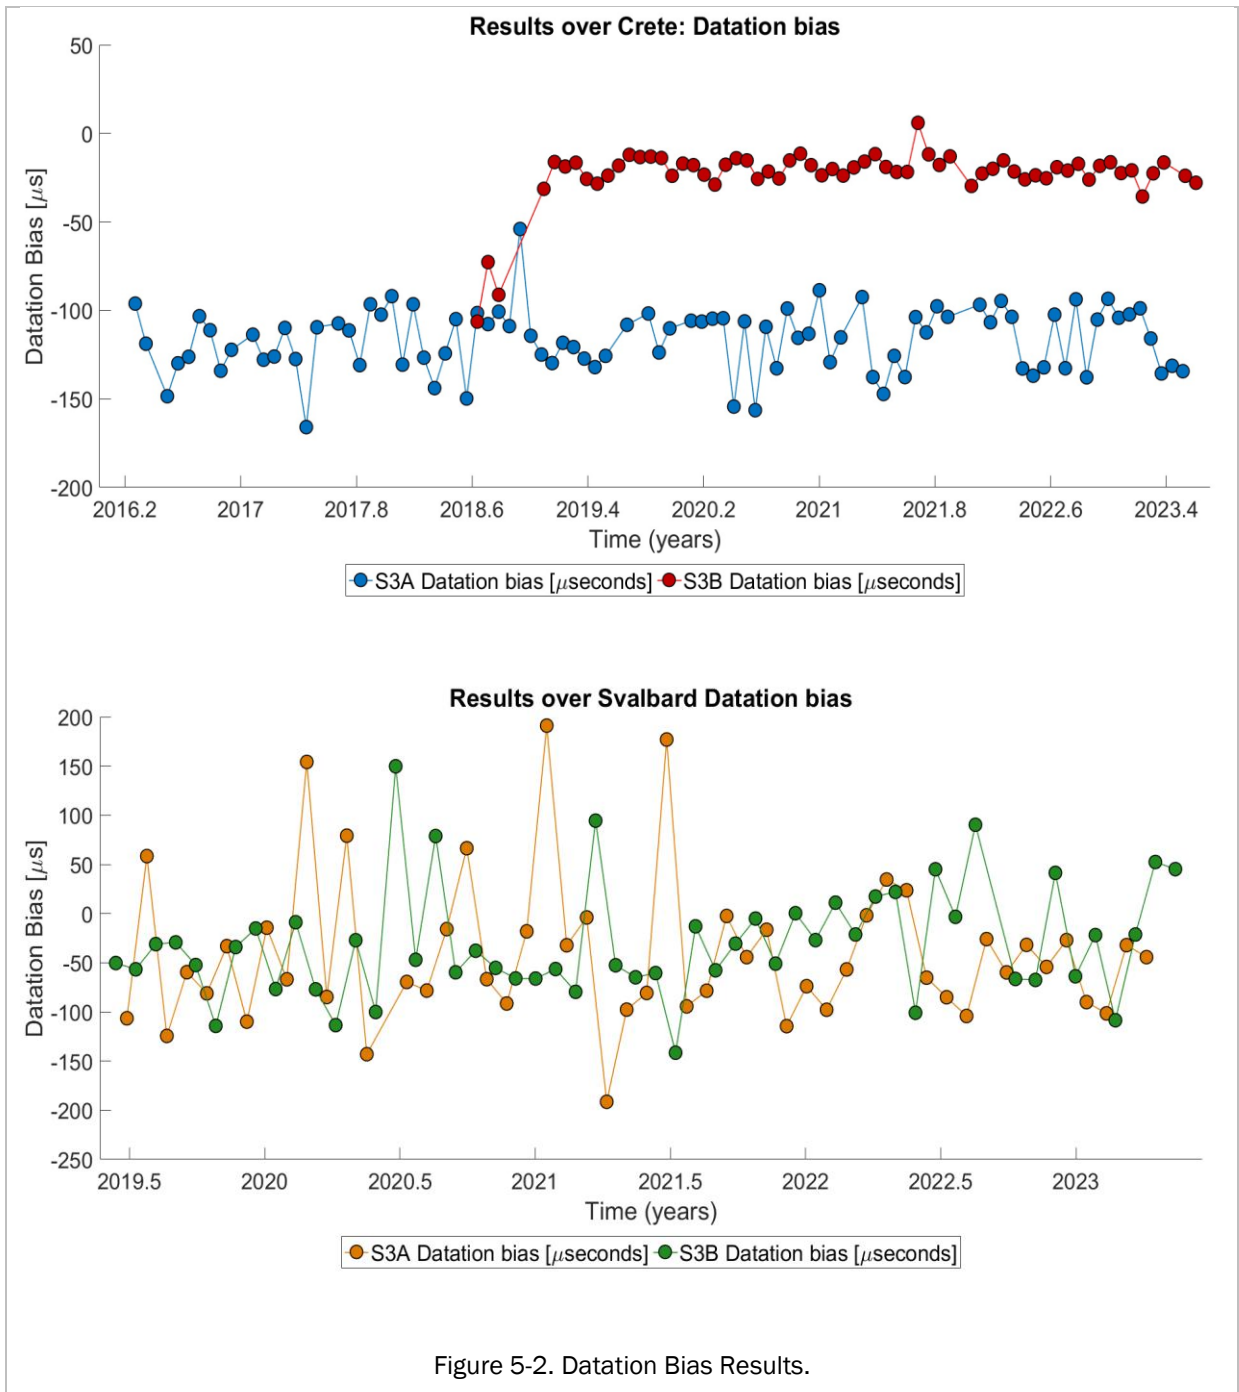 Results over Crete: Datation bias
50
0
-50
-100
-150
-200
Datation Bias [μs]
2016.2 2017 2017.8 2018.6 2019.4 2020.2 2021 2021.8 2022.6 2023.4
Time (years)
S3A Datation bias [μseconds] S3B Datation bias [μseconds]
Results over Svalbard Datation bias
200
150
100
50
0
-50
-100
-150
-200
-250
Datation Bias [μs]
2019.5 2020 2020.5 2021 2021.5 2022 2022.5 2023
Time (years)
S3A Datation bias [μseconds] S3B Datation bias [μseconds]
Figure 5-2. Datation Bias Results.